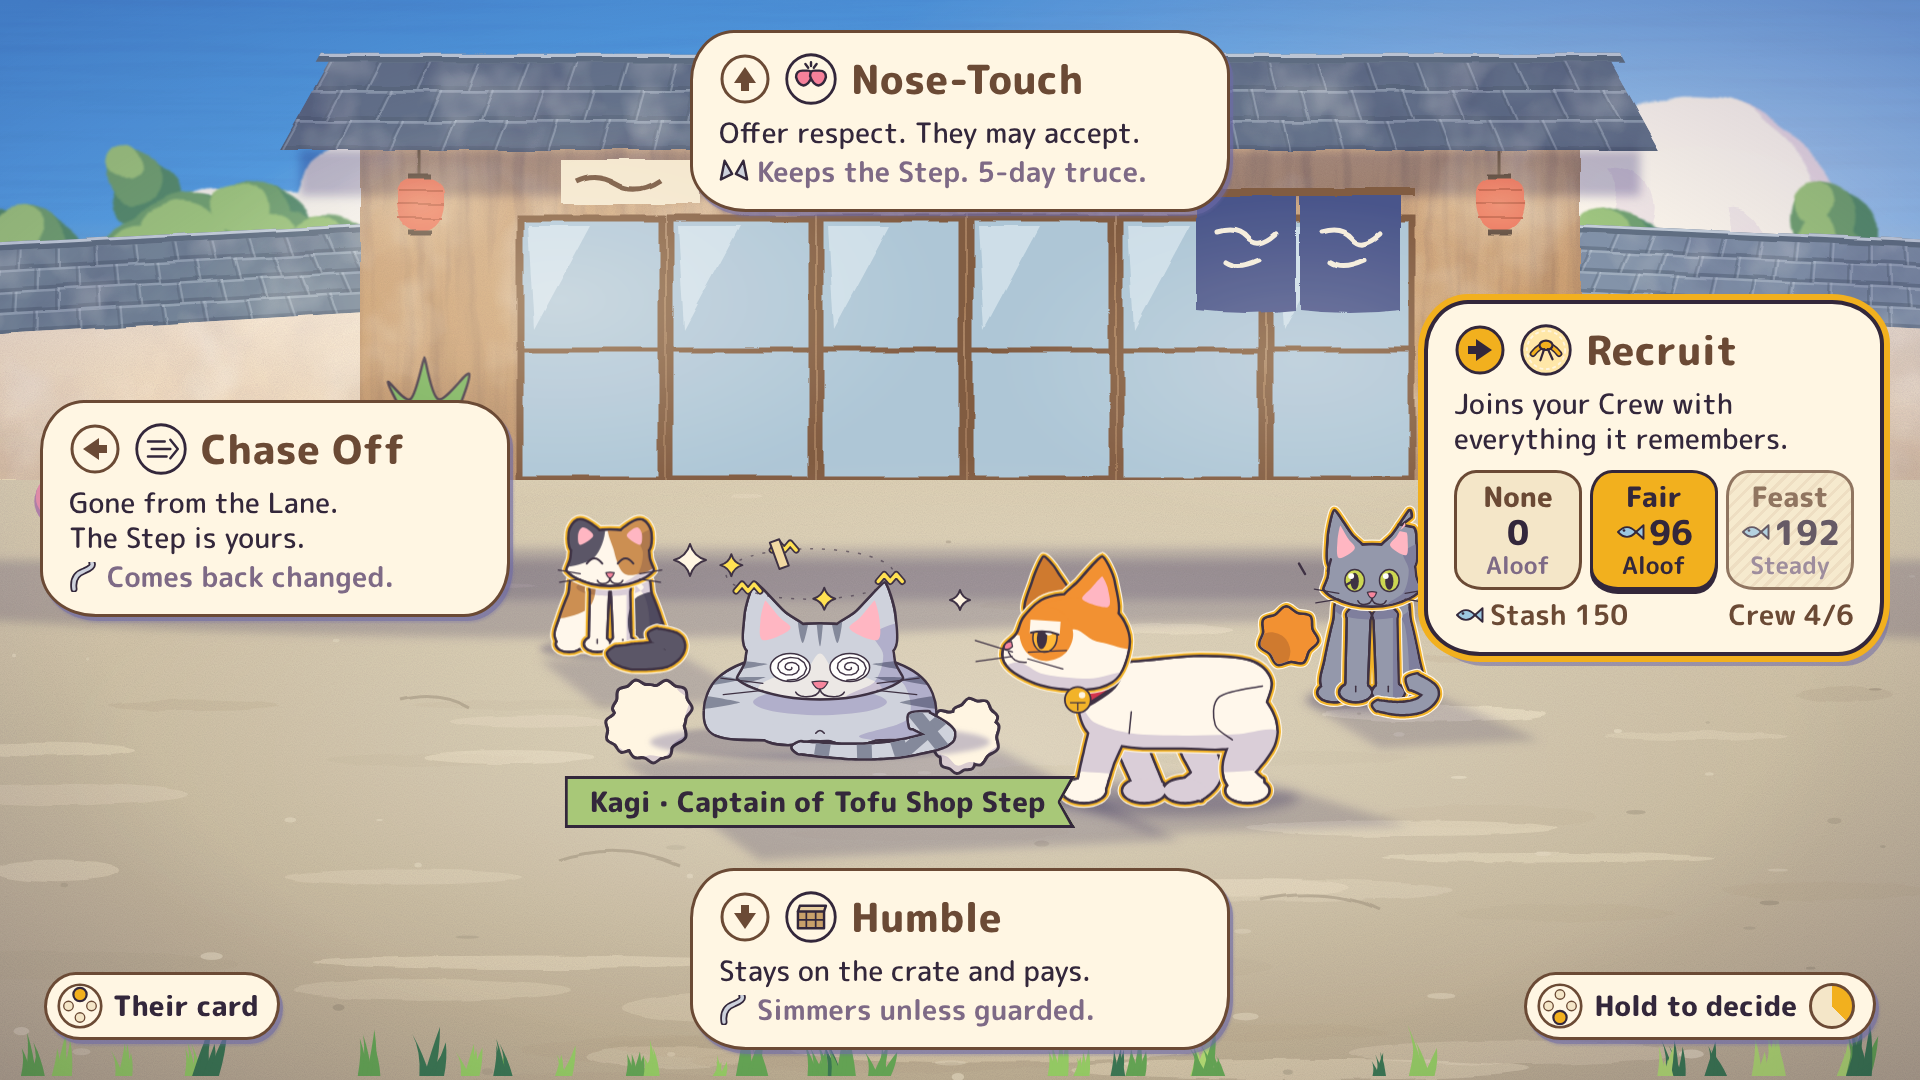 Nose-Touch
Offer respect. They may accept.
Keeps the Step. 5-day truce.
Recruit
Joins your Crew with
everything it remembers.
None
0
Aloof
Fair
96
Aloof
Feast
192
Steady
Stash 150
Crew 4/6
Chase Off
Gone from the Lane.
The Step is yours.
Comes back changed.
Kagi · Captain of Tofu Shop Step
Humble
Stays on the crate and pays.
Simmers unless guarded.
Their card
Hold to decide